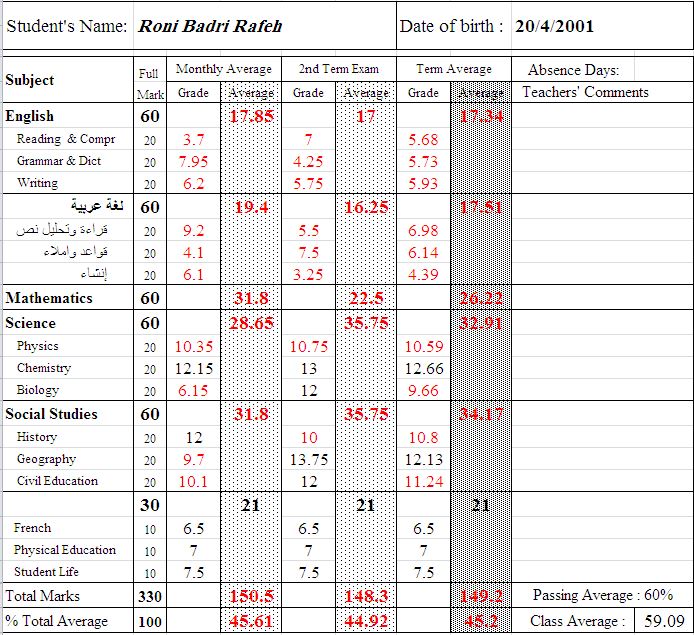 Student's Name: Roni Badri Rafeh Date of birth : 20/4/2001
Subject Full Mark Monthly Average 2nd Term Exam Term Average Absence Days:
Grade Average Grade Average Grade Average Teachers' Comments
English 60 17.85 17 17.34
Reading & Compr 20 3.7 7 5.68
Grammar & Dict 20 7.95 4.25 5.73
Writing 20 6.2 5.75 5.93
لغة عربية 60 19.4 16.25 17.51
قراءة وتحليل نص 20 9.2 5.5 6.98
قواعد واملاء 20 4.1 7.5 6.14
إنشاء 20 6.1 3.25 4.39
Mathematics 60 31.8 22.5 26.22
Science 60 28.65 35.75 32.91
Physics 20 10.35 10.75 10.59
Chemistry 20 12.15 13 12.66
Biology 20 6.15 12 9.66
Social Studies 60 31.8 35.75 34.17
History 20 12 10 10.8
Geography 20 9.7 13.75 12.13
Civil Education 20 10.1 12 11.24
30 21 21 21
French 10 6.5 6.5 6.5
Physical Education 10 7 7 7
Student Life 10 7.5 7.5 7.5
Total Marks 330 150.5 148.3 149.2 Passing Average : 60%
% Total Average 100 45.61 44.92 45.2 Class Average : 59.09